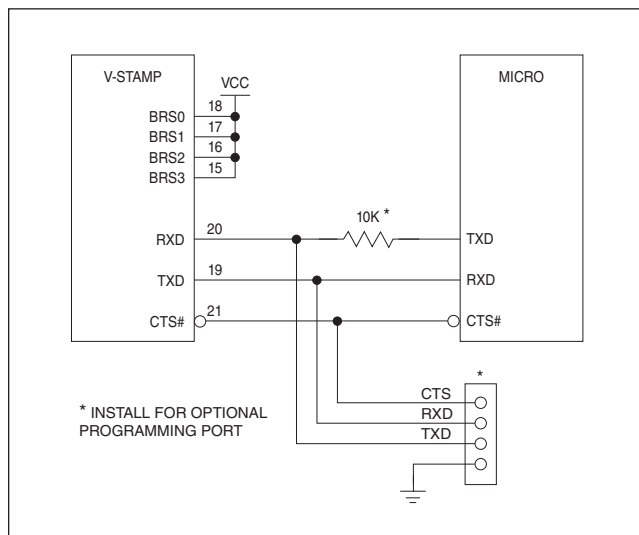 V-STAMP
MICRO
VCC
BRS0 18
BRS1 17
BRS2 16
BRS3 15
10K *
RXD 20
TXD
TXD 19
RXD
CTS# 21
CTS#
*
CTS
RXD
TXD
* INSTALL FOR OPTIONAL
PROGRAMMING PORT